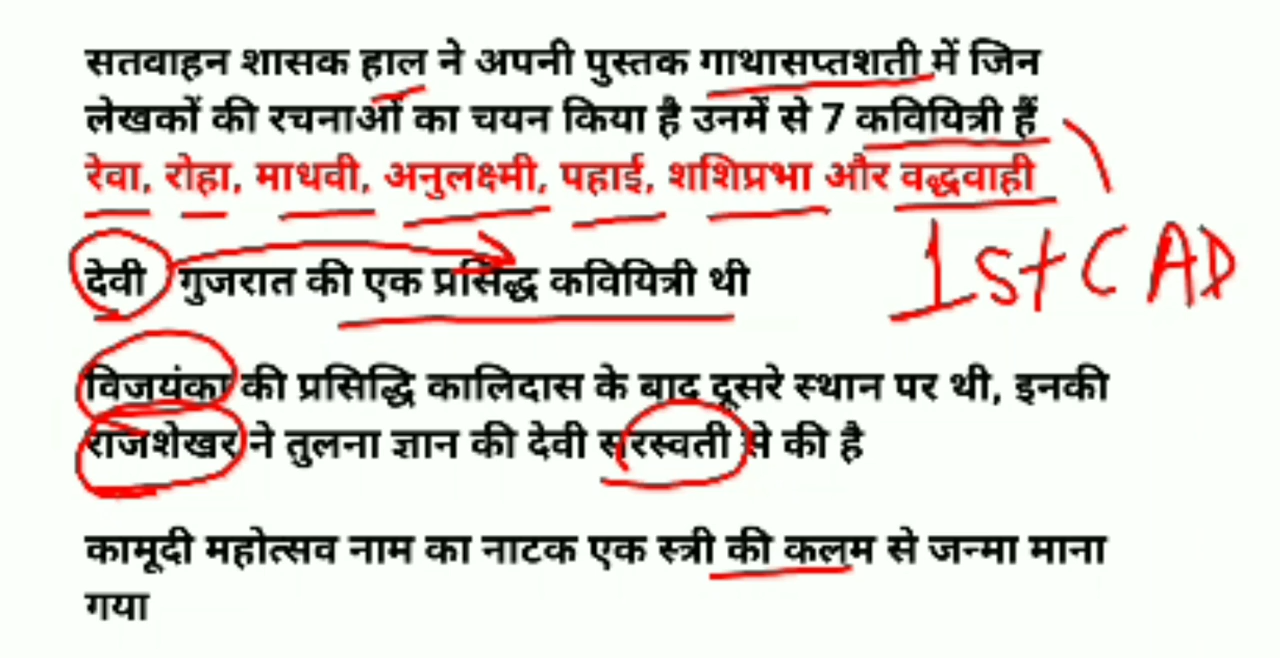 सतवाहन शासक हाल ने अपनी पुस्तक गाथासप्तशती में जिन
लेखकों की रचनाओं का चयन किया है उनमें से 7 कवियित्री हैं
रेवा, रोहा, माधवी, अनुलक्ष्मी, पहाई, शशिप्रभा और वद्धवाही
1st C AD
देवी गुजरात की एक प्रसिद्ध कवियित्री थी
विजयंका की प्रसिद्धि कालिदास के बाद दूसरे स्थान पर थी, इनकी
राजशेखर ने तुलना ज्ञान की देवी सरस्वती से की है
कामूदी महोत्सव नाम का नाटक एक स्त्री की कलम से जन्मा माना
गया